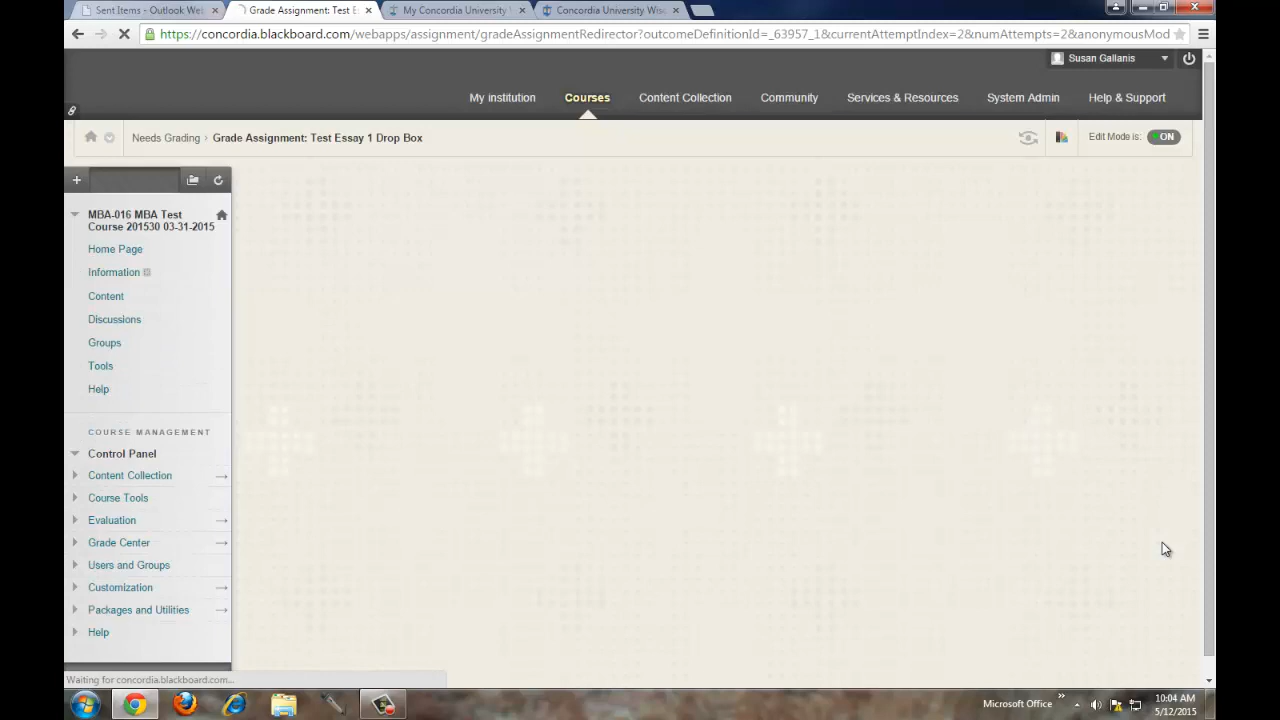 Sent Items - Outlook We
Grade Assignment: Test E
My Concordia University
Concordia University Wis
https://concordia.blackboard.com/webapps/assignment/gradeAssignmentRedirector?outcomeDefinitionId=_63957_1&currentAttemptIndex=2&numAttempts=2&anonymousMod
Susan Gallanis
My institution
Courses
Content Collection
Community
Services & Resources
System Admin
Help & Support
Needs Grading › Grade Assignment: Test Essay 1 Drop Box
Edit Mode is: ON
MBA-016 MBA Test
Course 201530 03-31-2015
Home Page
Information
Content
Discussions
Groups
Tools
Help
COURSE MANAGEMENT
Control Panel
Content Collection
Course Tools
Evaluation
Grade Center
Users and Groups
Customization
Packages and Utilities
Help
Waiting for concordia.blackboard.com...
Microsoft Office
10:04 AM
5/12/2015